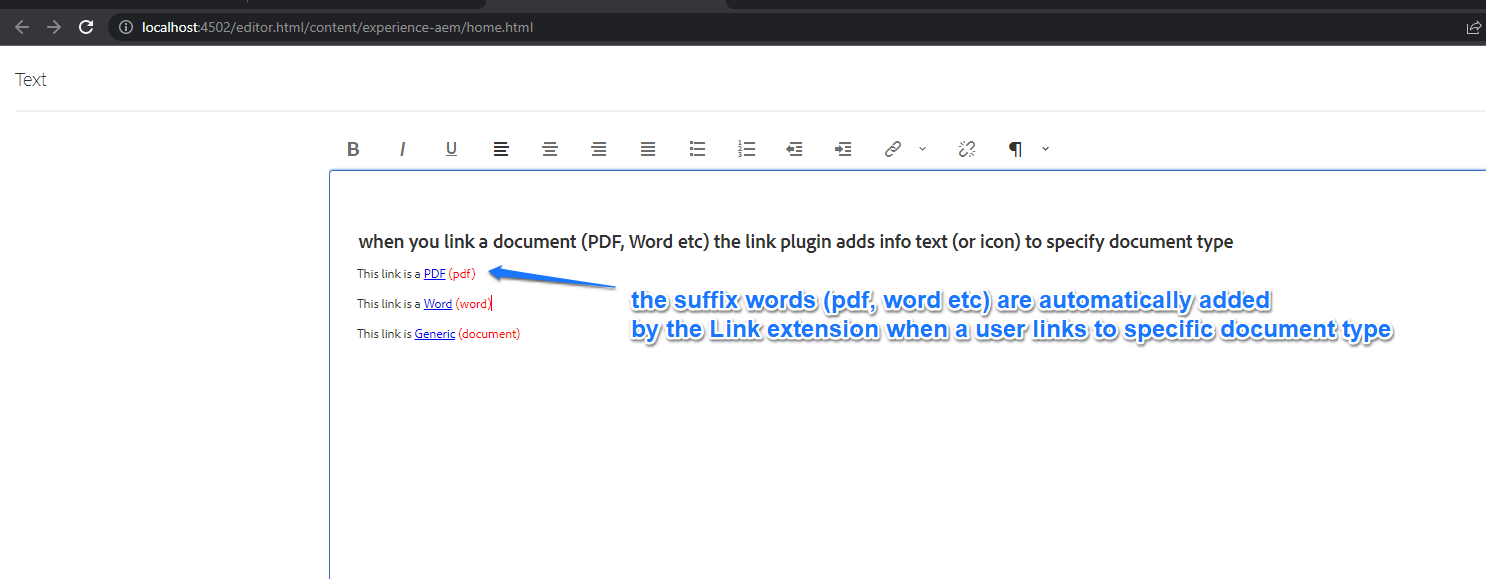 localhost:4502/editor.html/content/experience-aem/home.html
Text
B I U
when you link a document (PDF, Word etc) the link plugin adds info text (or icon) to specify document type
This link is a PDF (pdf)
This link is a Word (word)
This link is Generic (document)
the suffix words (pdf, word etc) are automatically added
by the Link extension when a user links to specific document type